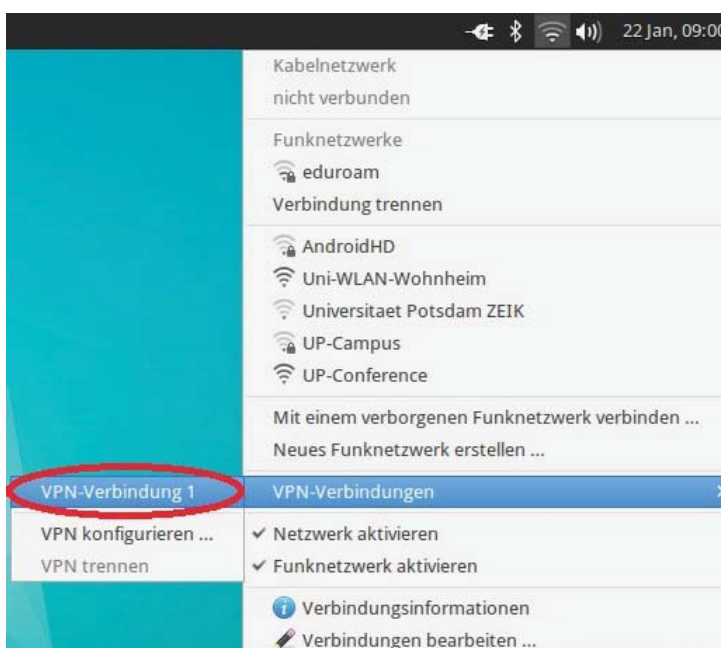 22 Jan, 09:00
Kabelnetzwerk
nicht verbunden
Funknetzwerke
eduroam
Verbindung trennen
AndroidHD
Uni-WLAN-Wohnheim
Universitaet Potsdam ZEIK
UP-Campus
UP-Conference
Mit einem verborgenen Funknetzwerk verbinden ...
Neues Funknetzwerk erstellen ...
VPN-Verbindungen
VPN-Verbindung 1
VPN konfigurieren ...
VPN trennen
Netzwerk aktivieren
Funknetzwerk aktivieren
Verbindungsinformationen
Verbindungen bearbeiten ...